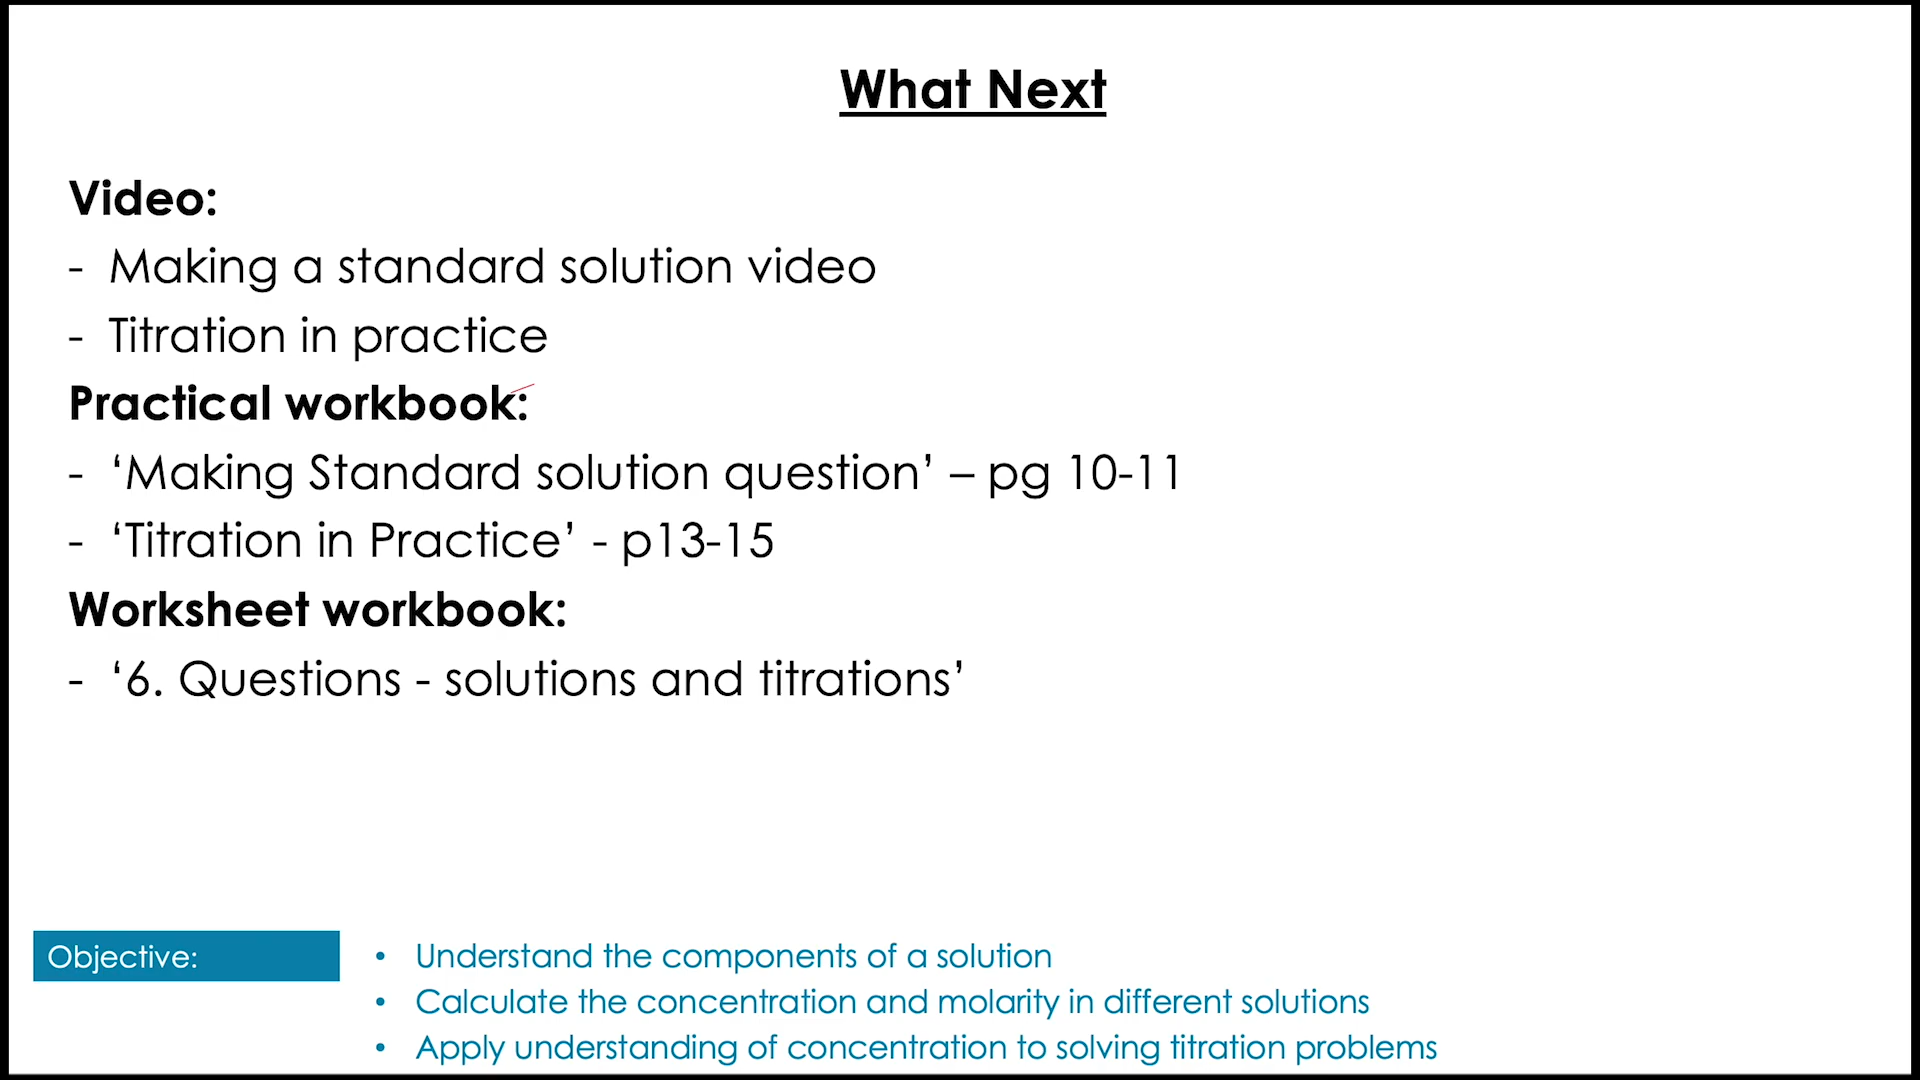 What Next
Video:
- Making a standard solution video
- Titration in practice
Practical workbook:
- ‘Making Standard solution question’ – pg 10-11
- ‘Titration in Practice’ - p13-15
Worksheet workbook:
- ‘6. Questions - solutions and titrations’
Objective:
• Understand the components of a solution
• Calculate the concentration and molarity in different solutions
• Apply understanding of concentration to solving titration problems